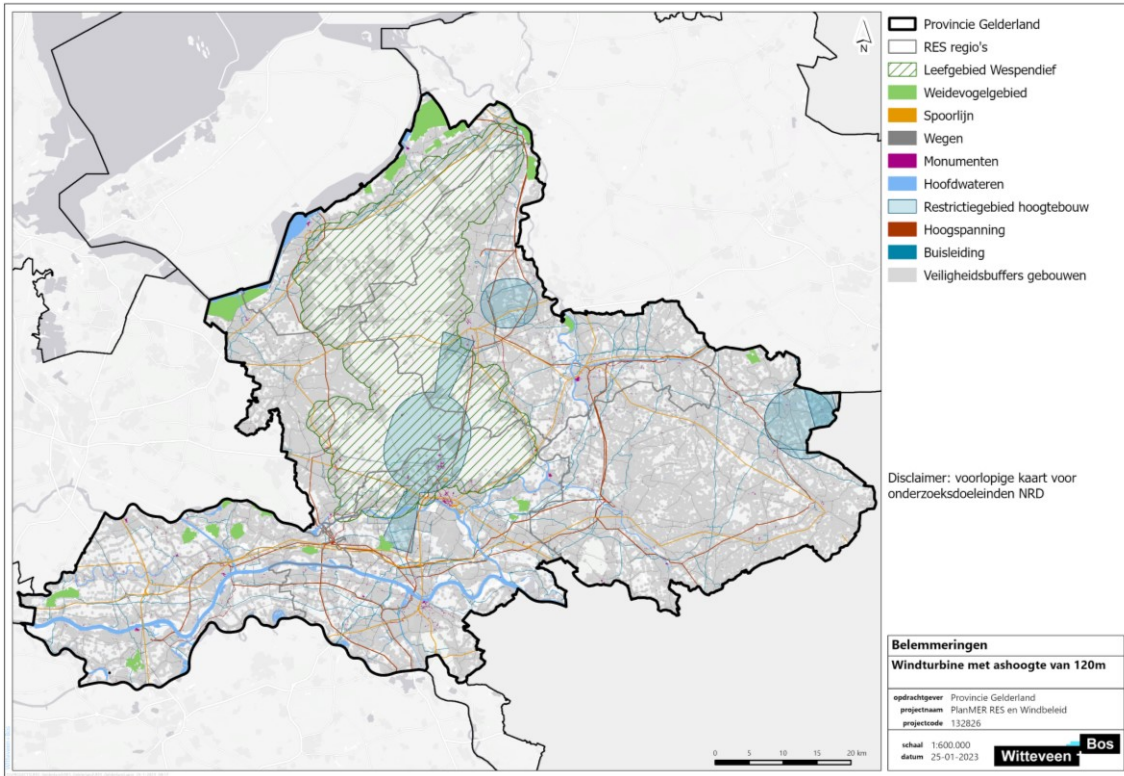 N
Provincie Gelderland
RES regio's
Leefgebied Wespendief
Weidevogelgebied
Spoorlijn
Wegen
Monumenten
Hoofdwateren
Restrictiegebied hoogtebouw
Hoogspanning
Buisleiding
Veiligheidsbuffers gebouwen
Disclaimer: voorlopige kaart voor
onderzoeksdoeleinden NRD
Belemmeringen
Windturbine met ashoogte van 120m
opdrachtgever Provincie Gelderland
projectnaam PlanMER RES en Windbeleid
projectcode 132826
schaal 1:600.000
datum 25-01-2023
Witteveen + Bos
0 5 10 20 km